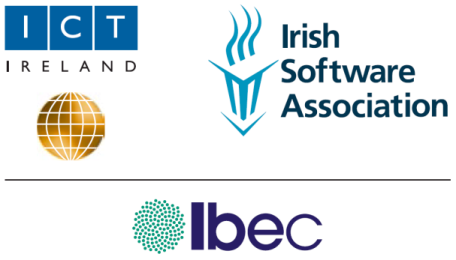 ICT
IRELAND
Irish
Software
Association
Ibec